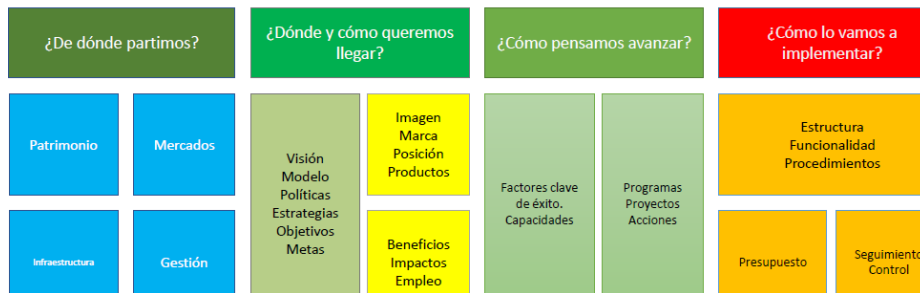 ¿De dónde partimos?
¿Dónde y cómo queremos
llegar?
¿Cómo pensamos avanzar?
¿Cómo lo vamos a
implementar?
Patrimonio
Mercados
Infraestructura
Gestión
Visión
Modelo
Políticas
Estrategias
Objetivos
Metas
Imagen
Marca
Posición
Productos
Beneficios
Impactos
Empleo
Factores clave
de éxito.
Capacidades
Programas
Proyectos
Acciones
Estructura
Funcionalidad
Procedimientos
Presupuesto
Seguimiento
Control